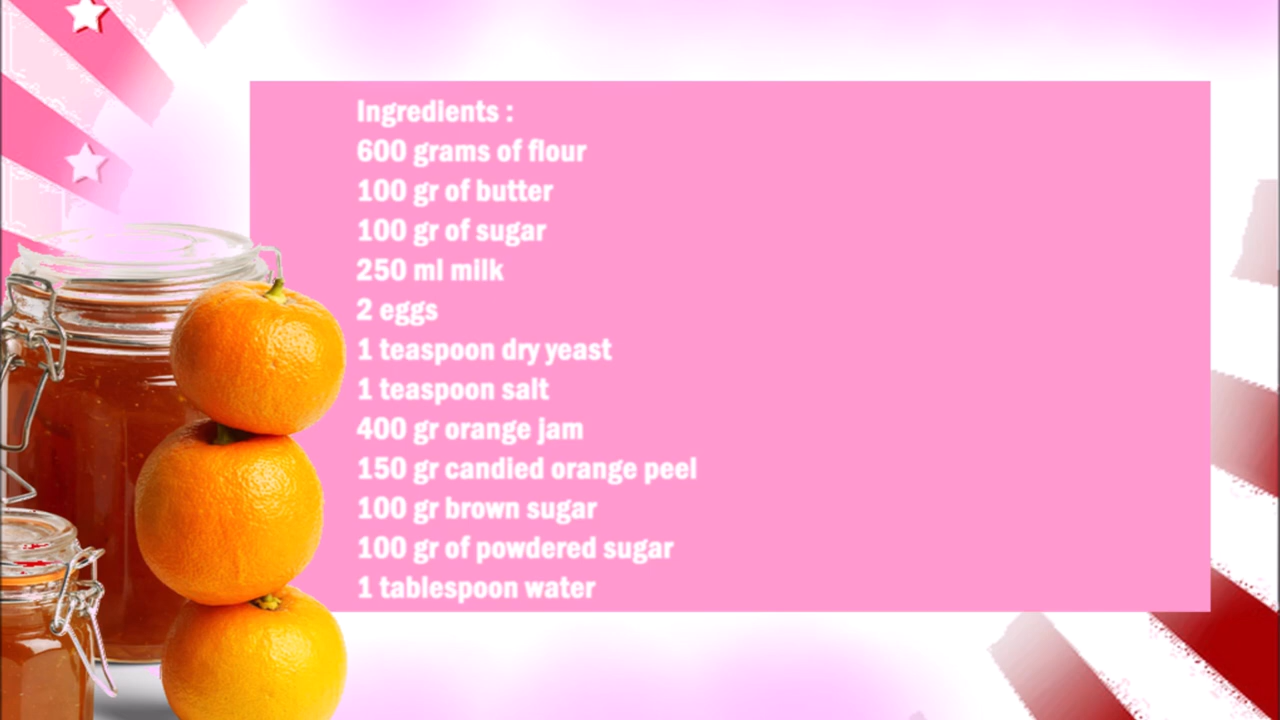 Ingredients :
600 grams of flour
100 gr of butter
100 gr of sugar
250 ml milk
2 eggs
1 teaspoon dry yeast
1 teaspoon salt
400 gr orange jam
150 gr candied orange peel
100 gr brown sugar
100 gr of powdered sugar
1 tablespoon water